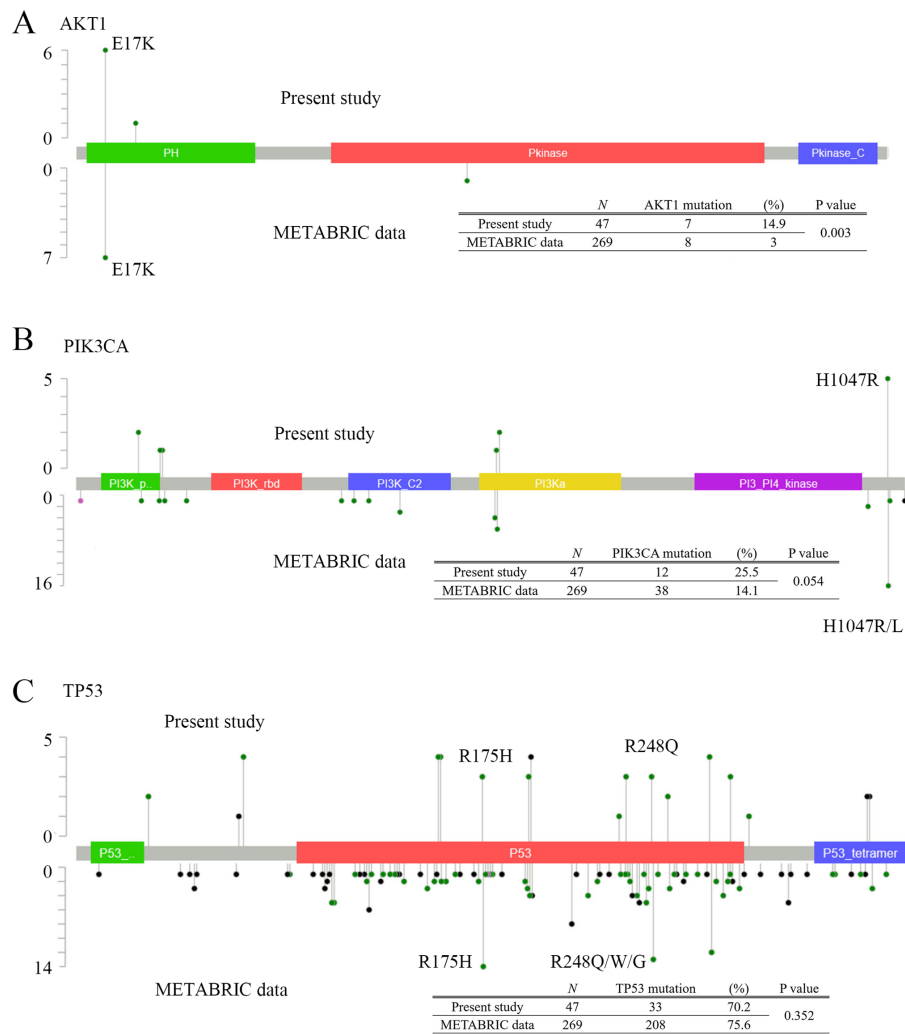 A
AKT1
6
E17K
Present study
0
PH
Pkinase
Pkinase_C
0
METABRIC data
7
E17K
N AKT1 mutation (%) P value
Present study 47 7 14.9 0.003
METABRIC data 269 8 3
B
PIK3CA
5
H1047R
Present study
0
PI3K_p..
PI3K_rbd
PI3K_C2
PI3Ka
PI3_PI4_kinase
0
METABRIC data
16
H1047R/L
N PIK3CA mutation (%) P value
Present study 47 12 25.5 0.054
METABRIC data 269 38 14.1
C
TP53
Present study
5
R175H
R248Q
0
P53_..
P53
P53_tetramer
0
R175H
R248Q/W/G
14
METABRIC data
N TP53 mutation (%) P value
Present study 47 33 70.2 0.352
METABRIC data 269 208 75.6